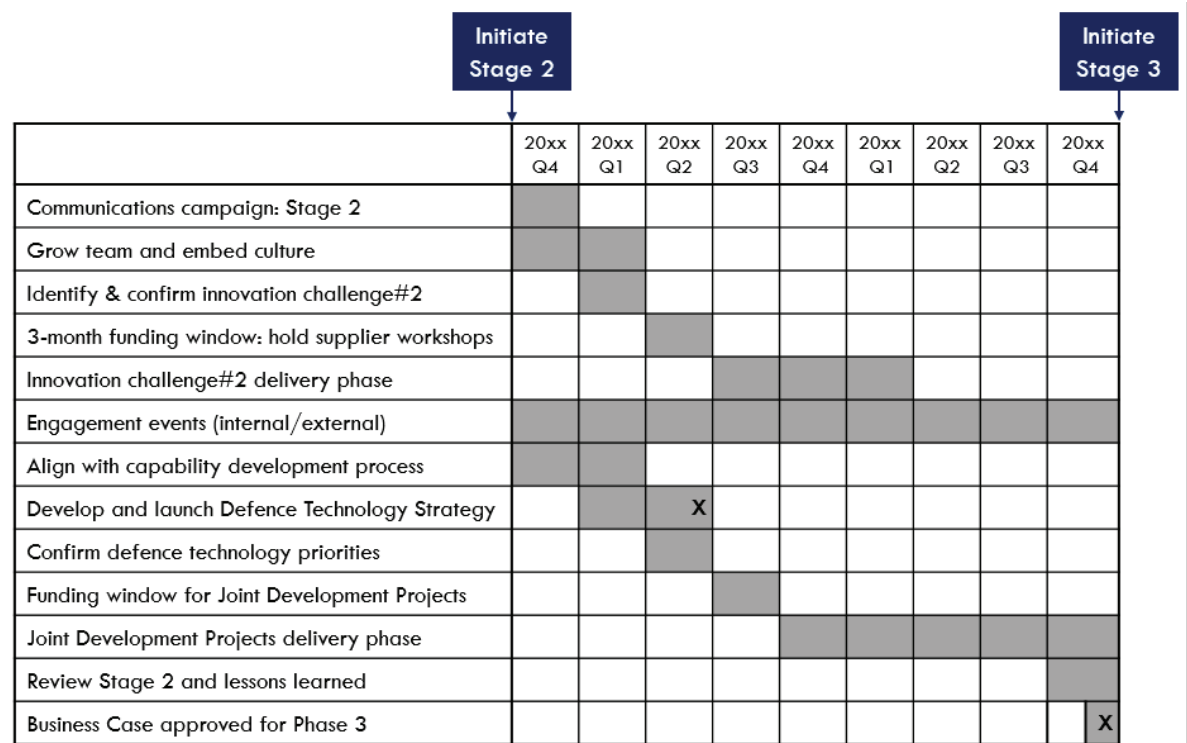 Initiate
Stage 2
Initiate
Stage 3
20xx 20xx 20xx 20xx 20xx 20xx 20xx 20xx 20xx
Q4 Q1 Q2 Q3 Q4 Q1 Q2 Q3 Q4
Communications campaign: Stage 2
Grow team and embed culture
Identify & confirm innovation challenge#2
3-month funding window: hold supplier workshops
Innovation challenge#2 delivery phase
Engagement events (internal/external)
Align with capability development process
Develop and launch Defence Technology Strategy X
Confirm defence technology priorities
Funding window for Joint Development Projects
Joint Development Projects delivery phase
Review Stage 2 and lessons learned
Business Case approved for Phase 3 X